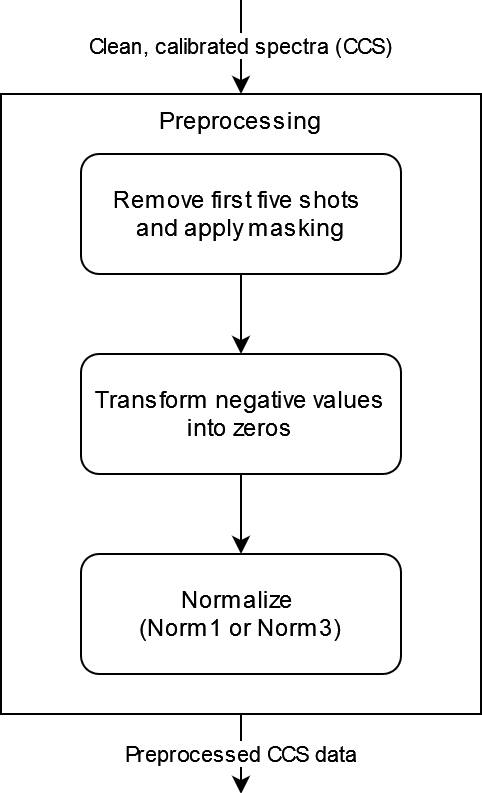 Clean, calibrated spectra (CCS)
Preprocessing
Remove first five shots
and apply masking
Transform negative values
into zeros
Normalize
(Norm1 or Norm3)
Preprocessed CCS data